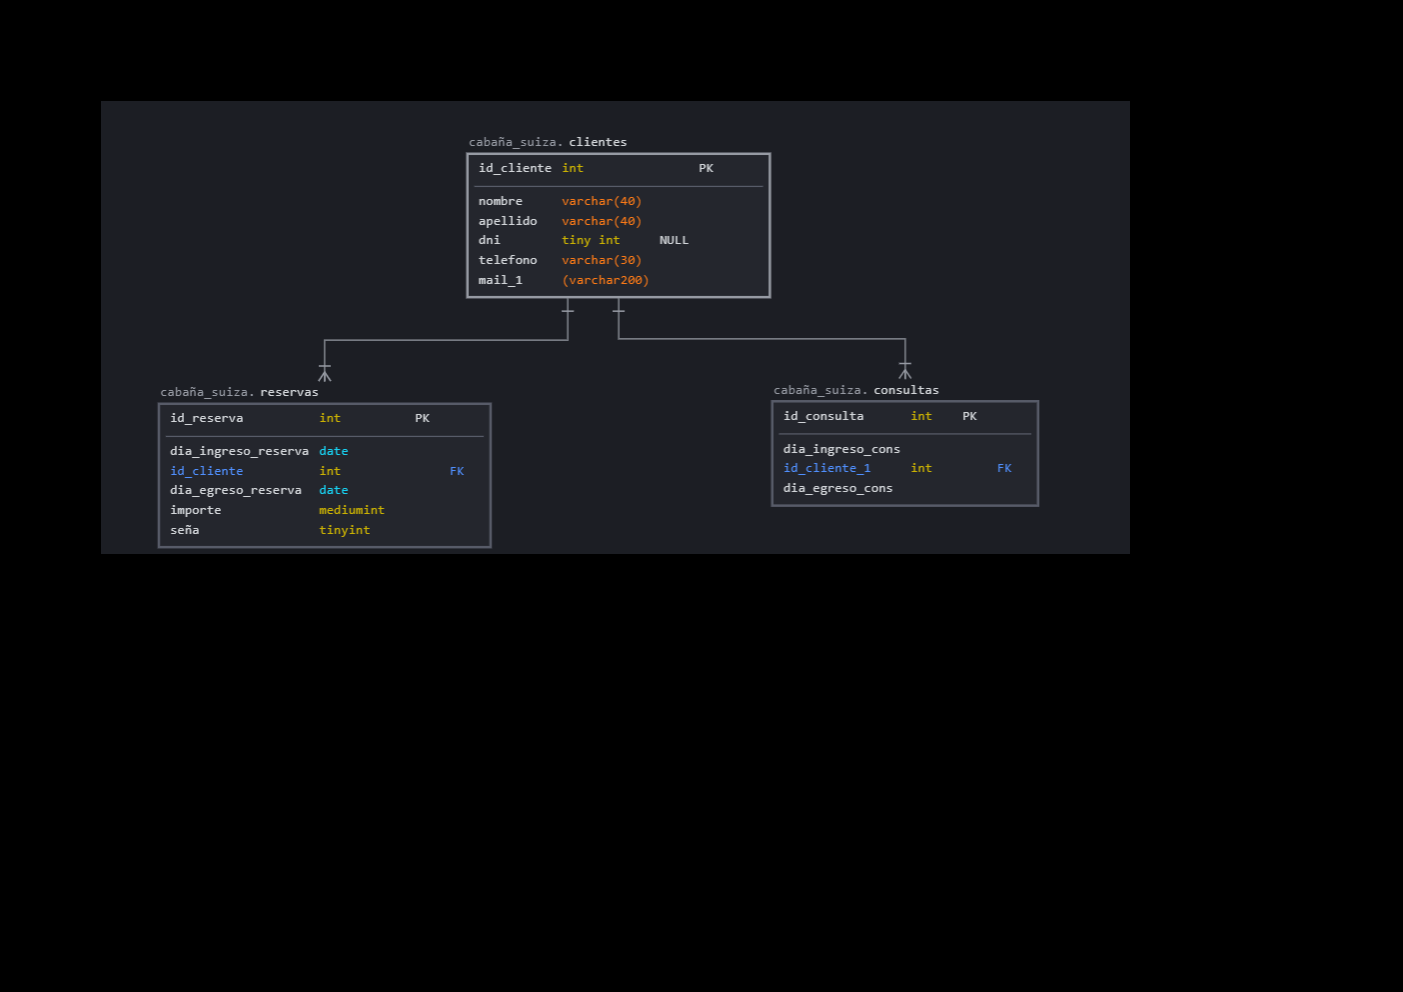 cabaña_suiza. clientes
id_cliente int PK
nombre varchar(40)
apellido varchar(40)
dni tiny int NULL
telefono varchar(30)
mail_1 (varchar200)
cabaña_suiza. reservas
id_reserva int PK
dia_ingreso_reserva date
id_cliente int FK
dia_egreso_reserva date
importe mediumint
seña tinyint
cabaña_suiza. consultas
id_consulta int PK
dia_ingreso_cons
id_cliente_1 int FK
dia_egreso_cons